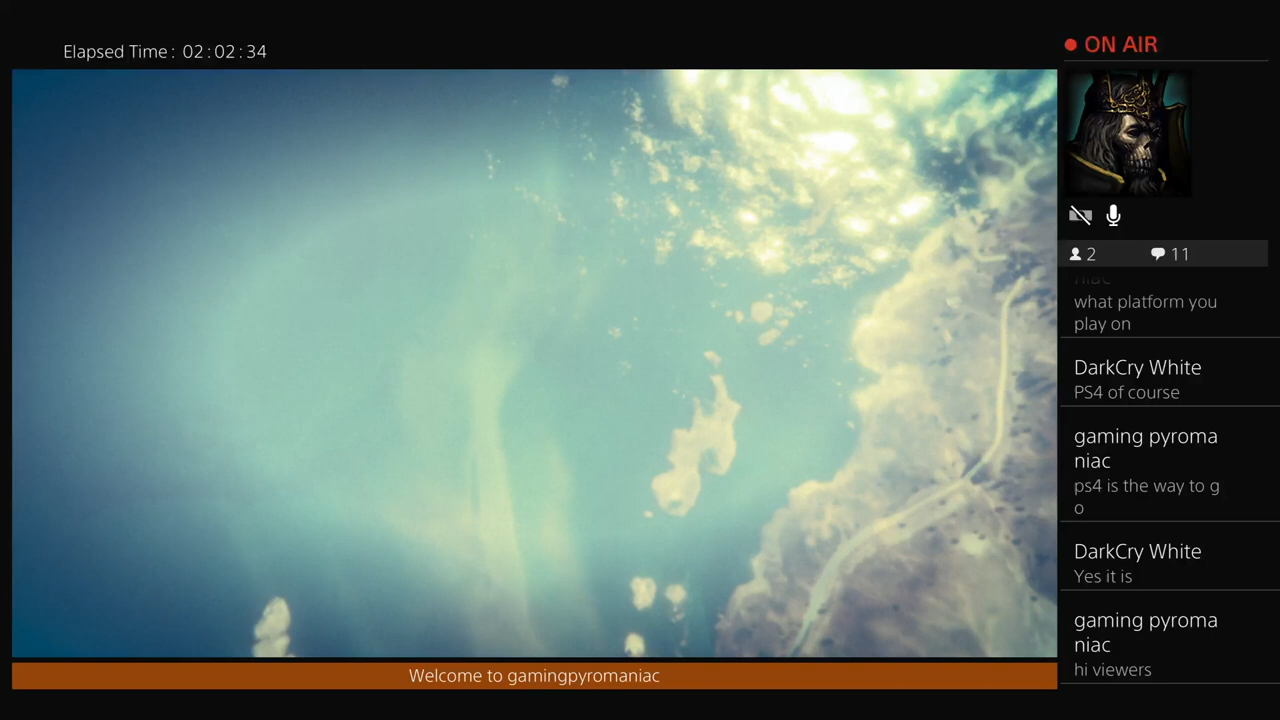 Elapsed Time: 02:02:34
ON AIR
2 11
niac
what platform you
play on
DarkCry White
PS4 of course
gaming pyroma
niac
ps4 is the way to g
o
DarkCry White
Yes it is
gaming pyroma
niac
hi viewers
Welcome to gamingpyromaniac